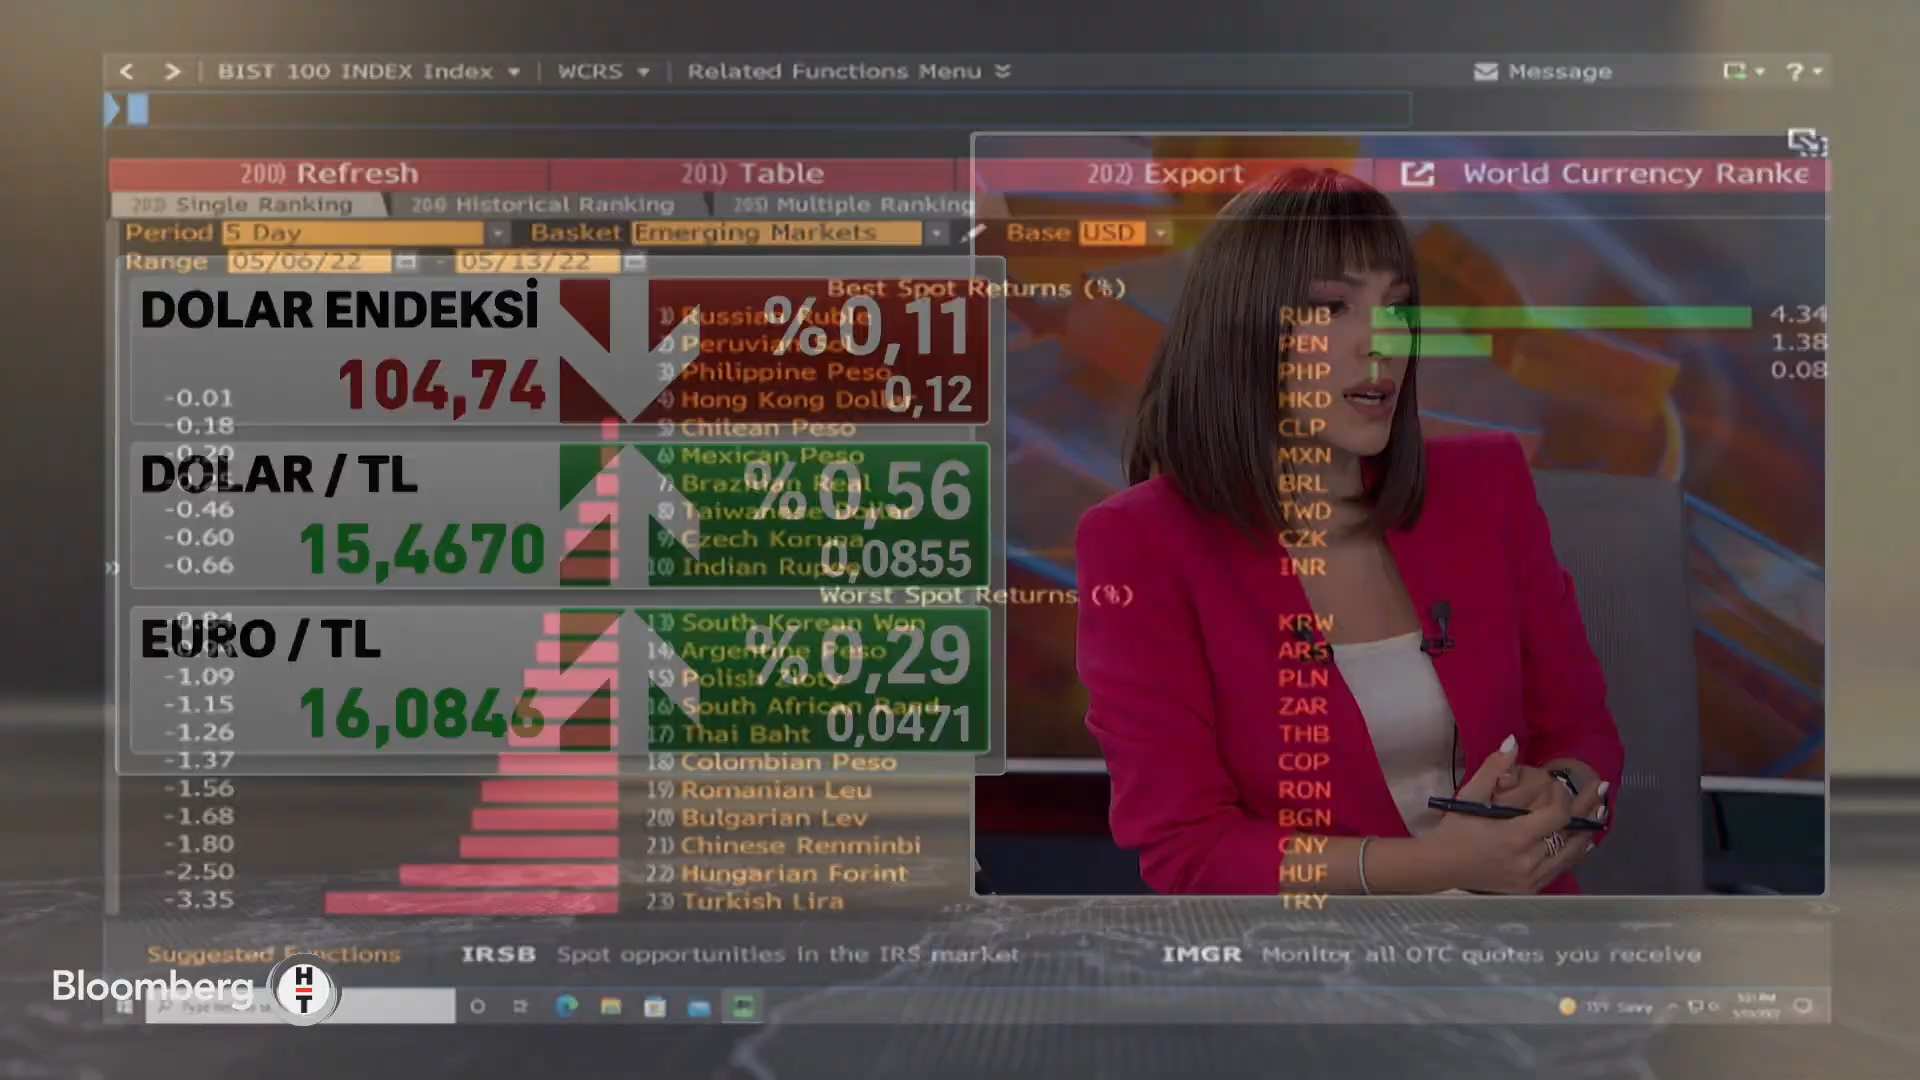 BIST 100 INDEX Index
WCRS
Related Functions Menu
Message
?
200) Refresh
201) Table
202) Export
World Currency Ranke
203) Single Ranking
204) Historical Ranking
205) Multiple Ranking
Period 5 Day
Basket Emerging Markets
Base USD
Range 05/06/22 - 05/13/22
DOLAR ENDEKSİ
104,74
%0,11
0,12
DOLAR / TL
15,4670
%0,56
0,0855
EURO / TL
16,0846
%0,29
0,0471
Best Spot Returns (%)
1) Russian Ruble RUB 4.34
2) Peruvian Sol PEN 1.38
3) Philippine Peso PHP 0.08
-0.01 4) Hong Kong Dollar HKD
-0.18 5) Chilean Peso CLP
-0.20 6) Mexican Peso MXN
7) Brazilian Real BRL
-0.46 8) Taiwanese Dollar TWD
-0.60 9) Czech Koruna CZK
-0.66 10) Indian Rupee INR
Worst Spot Returns (%)
-0.84 13) South Korean Won KRW
14) Argentine Peso ARS
-1.09 15) Polish Zloty PLN
-1.15 16) South African Rand ZAR
-1.26 17) Thai Baht THB
-1.37 18) Colombian Peso COP
-1.56 19) Romanian Leu RON
-1.68 20) Bulgarian Lev BGN
-1.80 21) Chinese Renminbi CNY
-2.50 22) Hungarian Forint HUF
-3.35 23) Turkish Lira TRY
Suggested Functions
IRSB Spot opportunities in the IRS market
IMGR Monitor all OTC quotes you receive
Bloomberg HT
Sunny